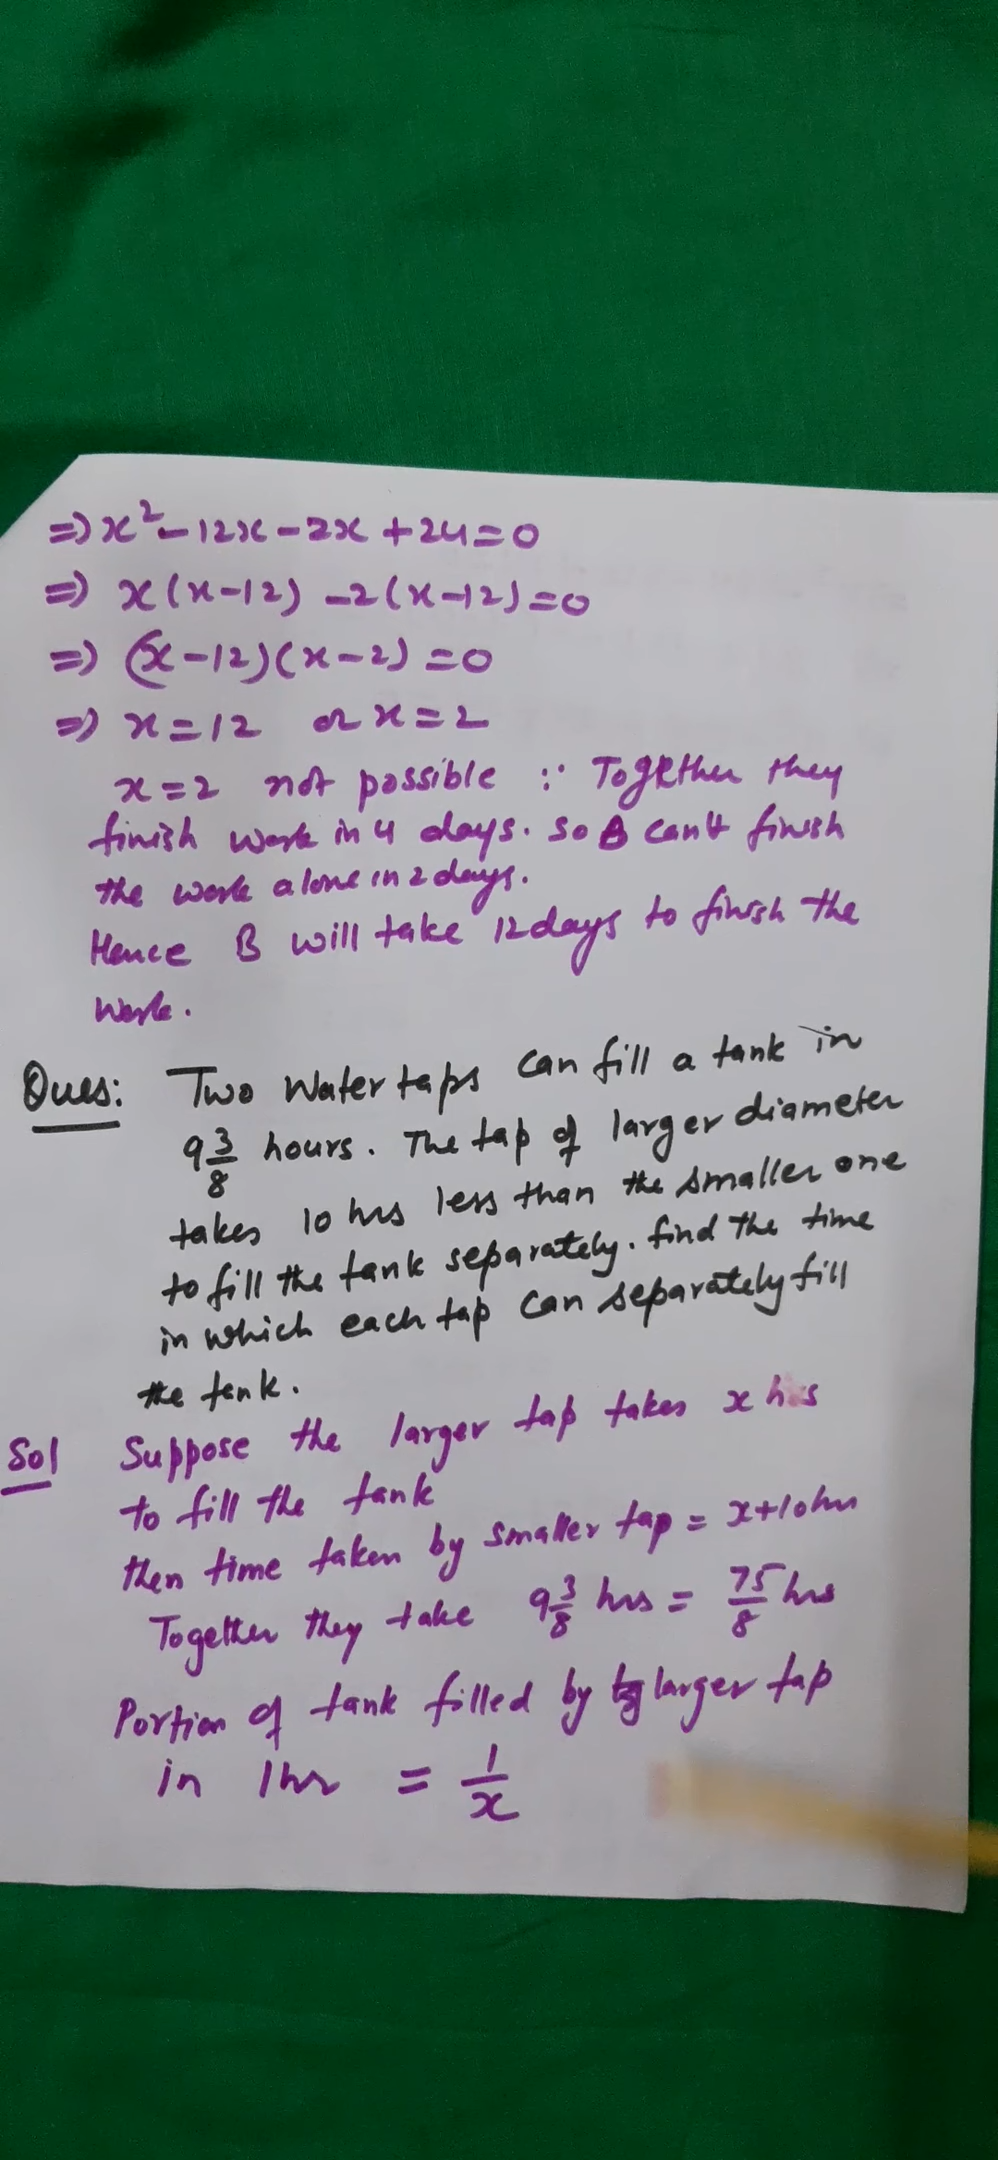 ⇒ x² - 12x - 2x + 24 = 0
⇒ x(x-12) -2(x-12) = 0
⇒ (x-12)(x-2) = 0
⇒ x = 12 or x = 2
x = 2 not possible ∵ Together they
finish work in 4 days. So B can't finish
the work alone in 2 days.
Hence B will take 12 days to finish the
Work.
Ques: Two Water taps can fill a tank in
9 3/8 hours. The tap of larger diameter
takes 10 hrs less than the smaller one
to fill the tank separately. find the time
in which each tap can separately fill
the tank.
Sol Suppose the larger tap takes x hrs
to fill the tank
then time taken by smaller tap = x+10 hrs
Together they take 9 3/8 hrs = 75/8 hrs
Portion of tank filled by larger tap
in 1 hr = 1/x